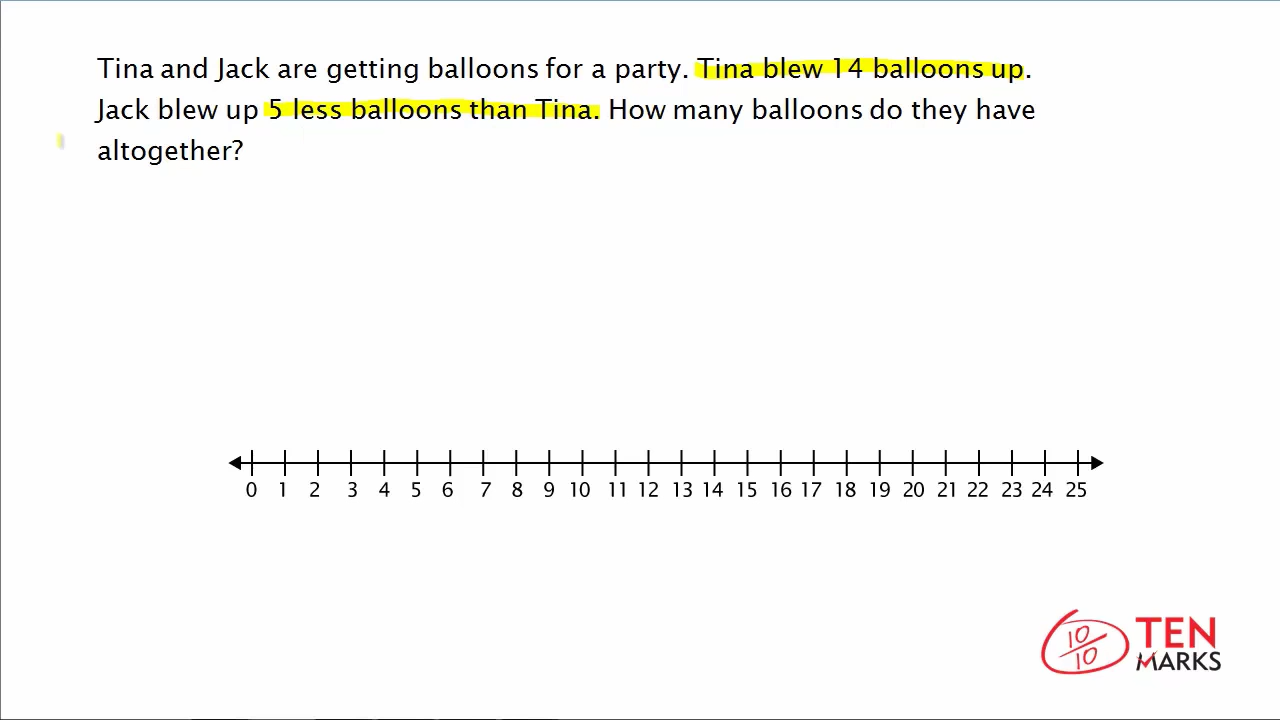 Tina and Jack are getting balloons for a party. Tina blew 14 balloons up.
Jack blew up 5 less balloons than Tina. How many balloons do they have
altogether?
0 1 2 3 4 5 6 7 8 9 10 11 12 13 14 15 16 17 18 19 20 21 22 23 24 25
10
10
TEN
MARKS